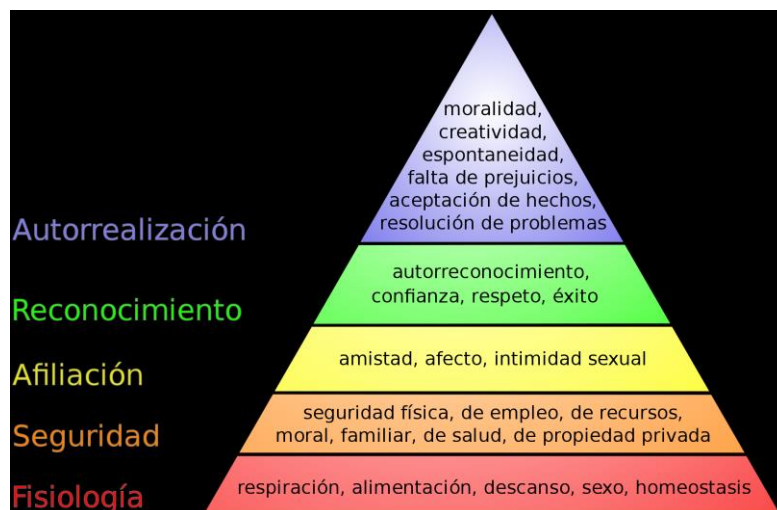 moralidad,
creatividad,
espontaneidad,
falta de prejuicios,
aceptación de hechos,
resolución de problemas
Autorrealización
autorreconocimiento,
confianza, respeto, éxito
Reconocimiento
amistad, afecto, intimidad sexual
Afiliación
seguridad física, de empleo, de recursos,
moral, familiar, de salud, de propiedad privada
Seguridad
respiración, alimentación, descanso, sexo, homeostasis
Fisiología